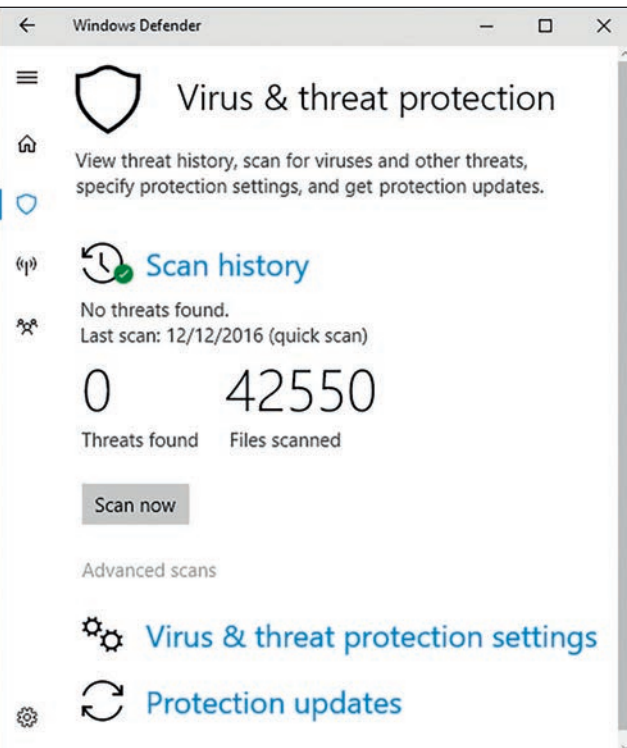 Windows Defender
Virus & threat protection
View threat history, scan for viruses and other threats,
specify protection settings, and get protection updates.
Scan history
No threats found.
Last scan: 12/12/2016 (quick scan)
0 42550
Threats found Files scanned
Scan now
Advanced scans
Virus & threat protection settings
Protection updates